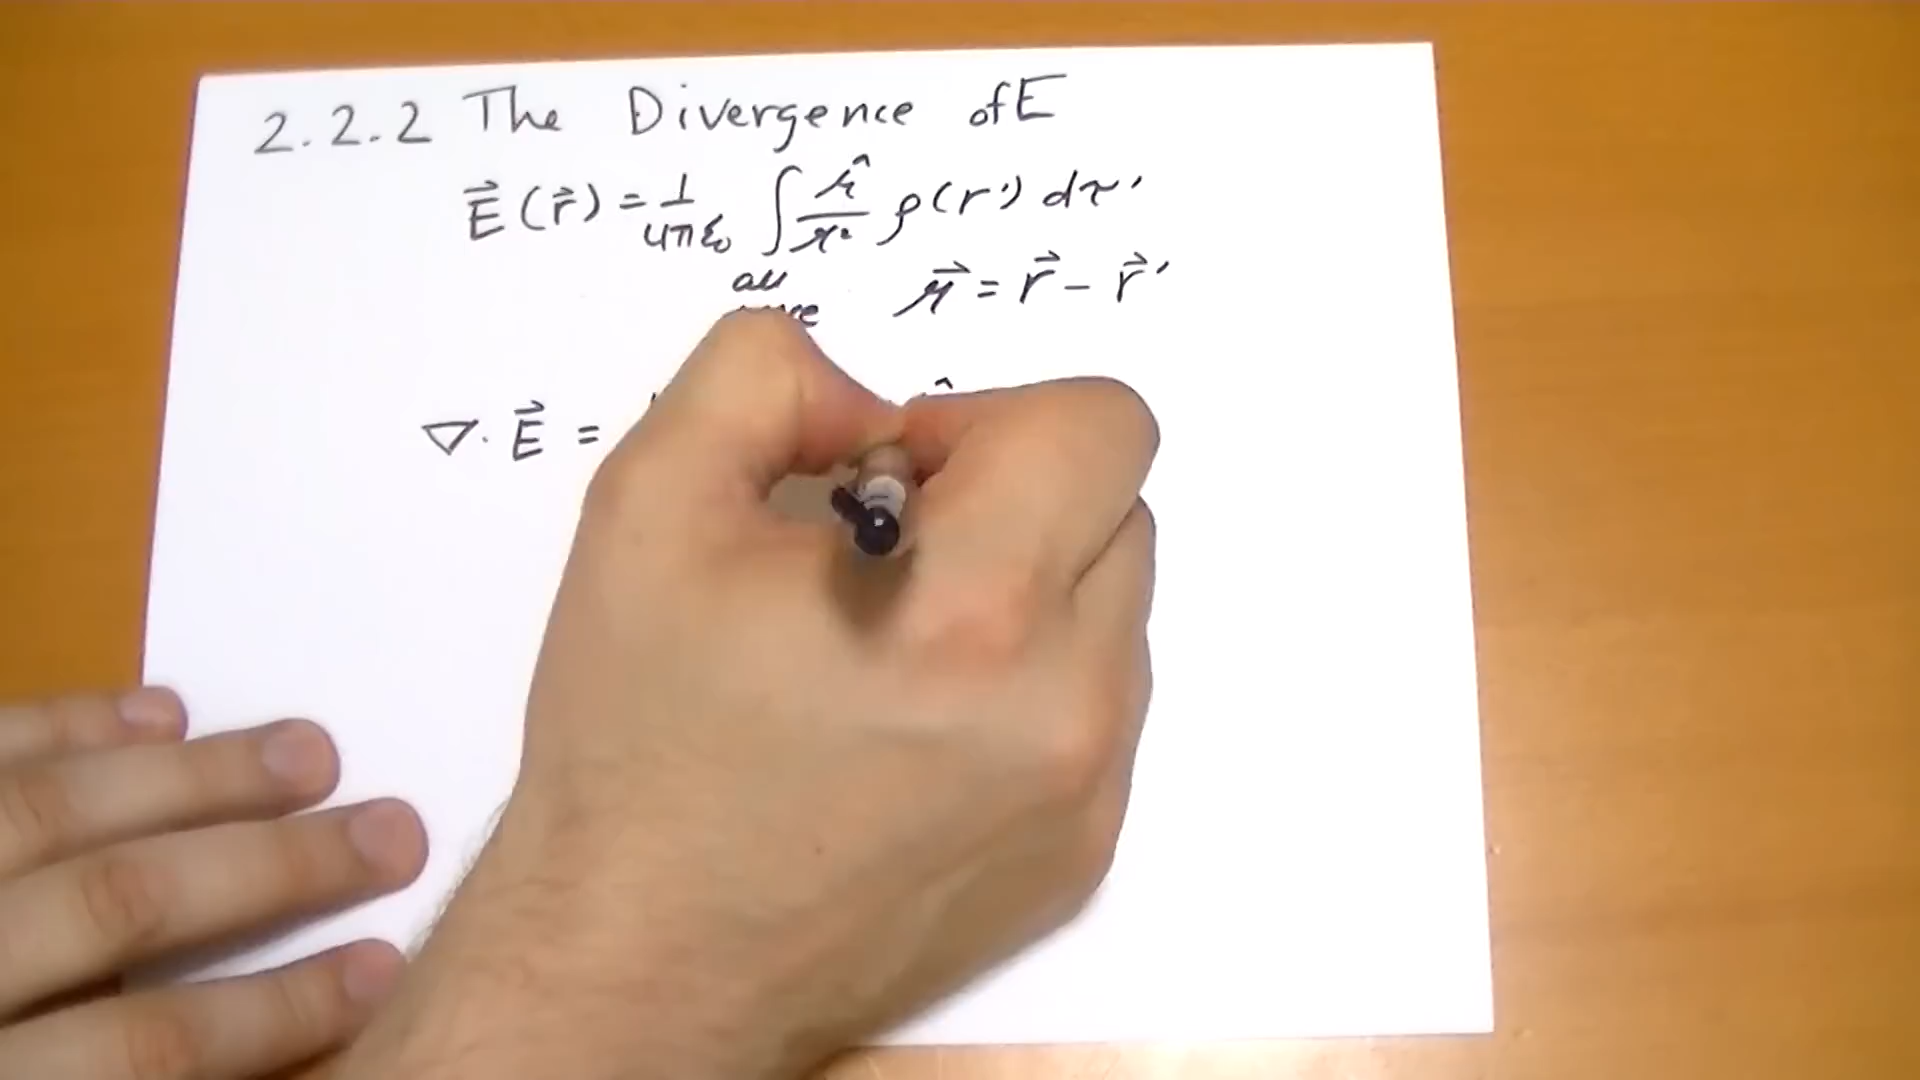 2.2.2 The Divergence of E
E⃗(r⃗) = 1/4πε₀ ∫ 𝓇̂/𝓇² ρ(r') dτ'
all
𝓇⃗ = r⃗ - r⃗'
∇· E⃗ =